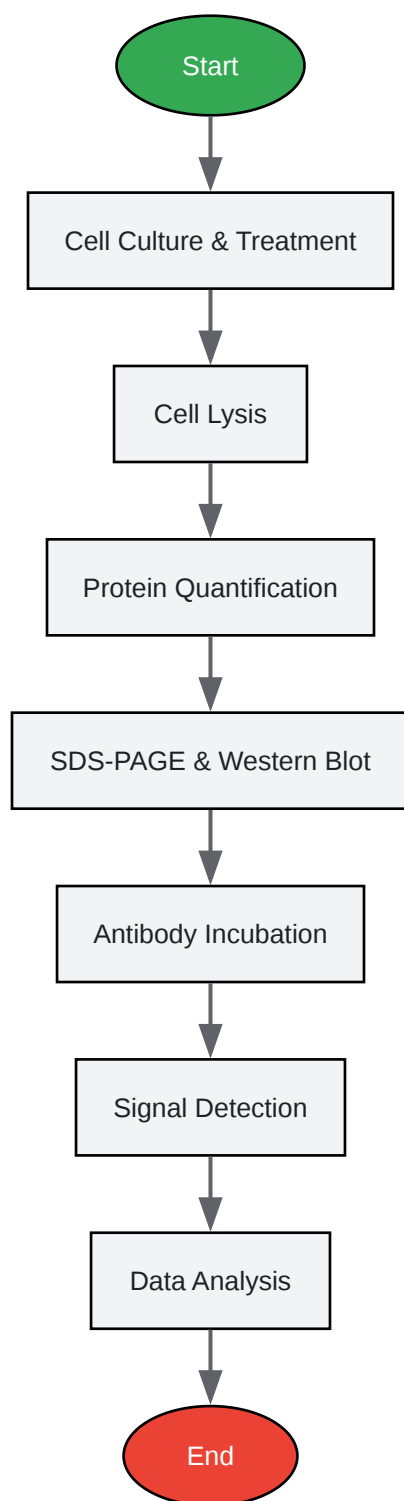 Start
Cell Culture & Treatment
Cell Lysis
Protein Quantification
SDS-PAGE & Western Blot
Antibody Incubation
Signal Detection
Data Analysis
End